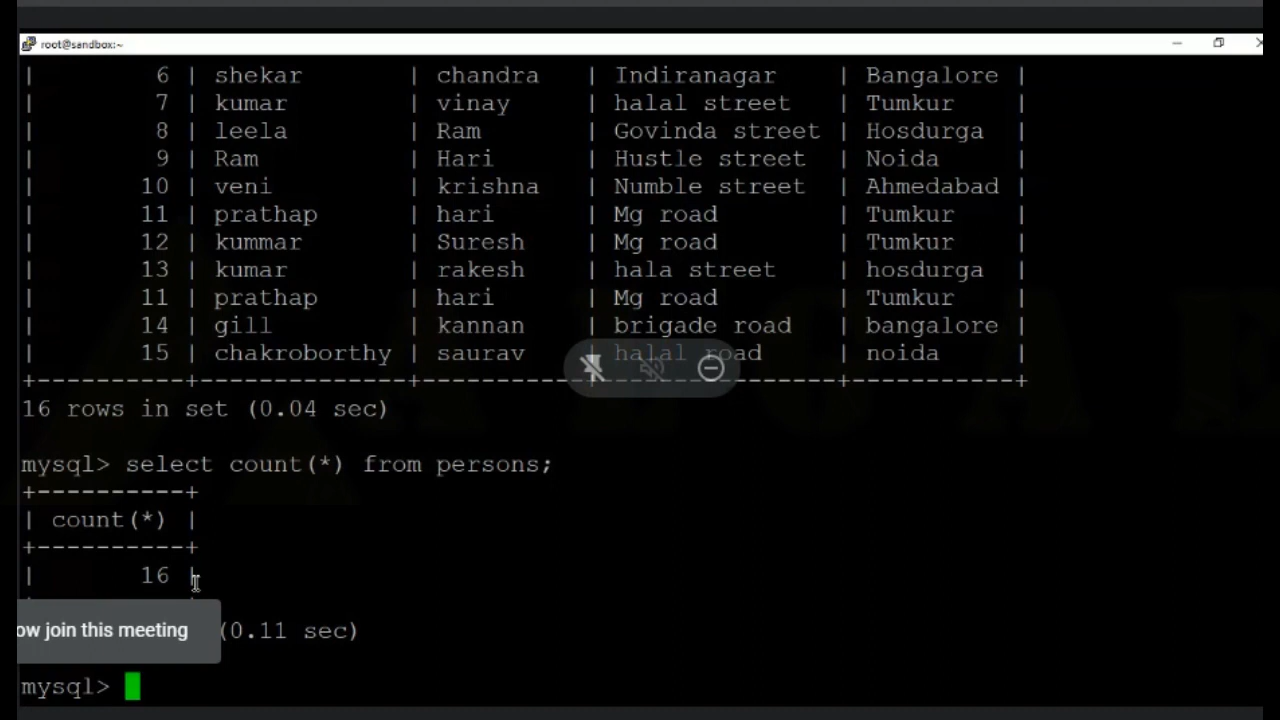 root@sandbox:~
| 6 | shekar | chandra | Indiranagar | Bangalore |
| 7 | kumar | vinay | halal street | Tumkur |
| 8 | leela | Ram | Govinda street | Hosdurga |
| 9 | Ram | Hari | Hustle street | Noida |
| 10 | veni | krishna | Numble street | Ahmedabad |
| 11 | prathap | hari | Mg road | Tumkur |
| 12 | kummar | Suresh | Mg road | Tumkur |
| 13 | kumar | rakesh | hala street | hosdurga |
| 11 | prathap | hari | Mg road | Tumkur |
| 14 | gill | kannan | brigade road | bangalore |
| 15 | chakroborthy | saurav | halal road | noida |
16 rows in set (0.04 sec)
mysql> select count(*) from persons;
| count(*) |
| 16 |
ow join this meeting
(0.11 sec)
mysql>